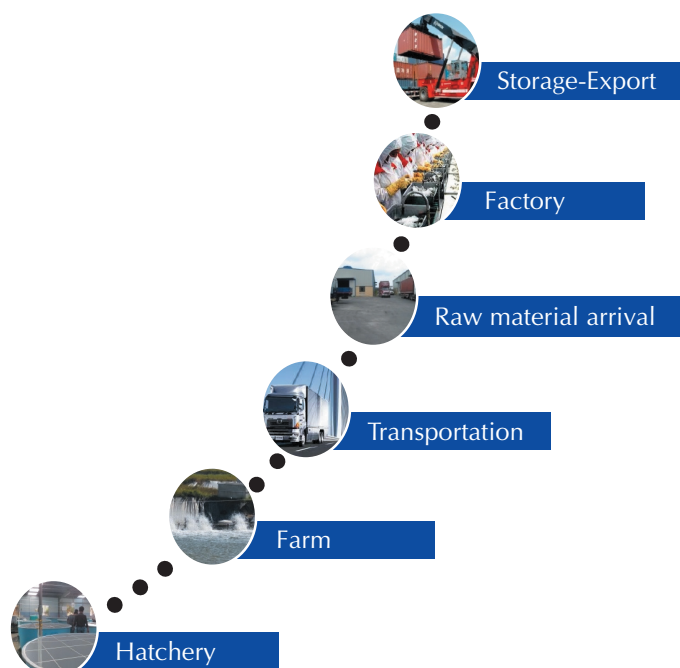 Storage-Export
Factory
Raw material arrival
Transportation
Farm
Hatchery